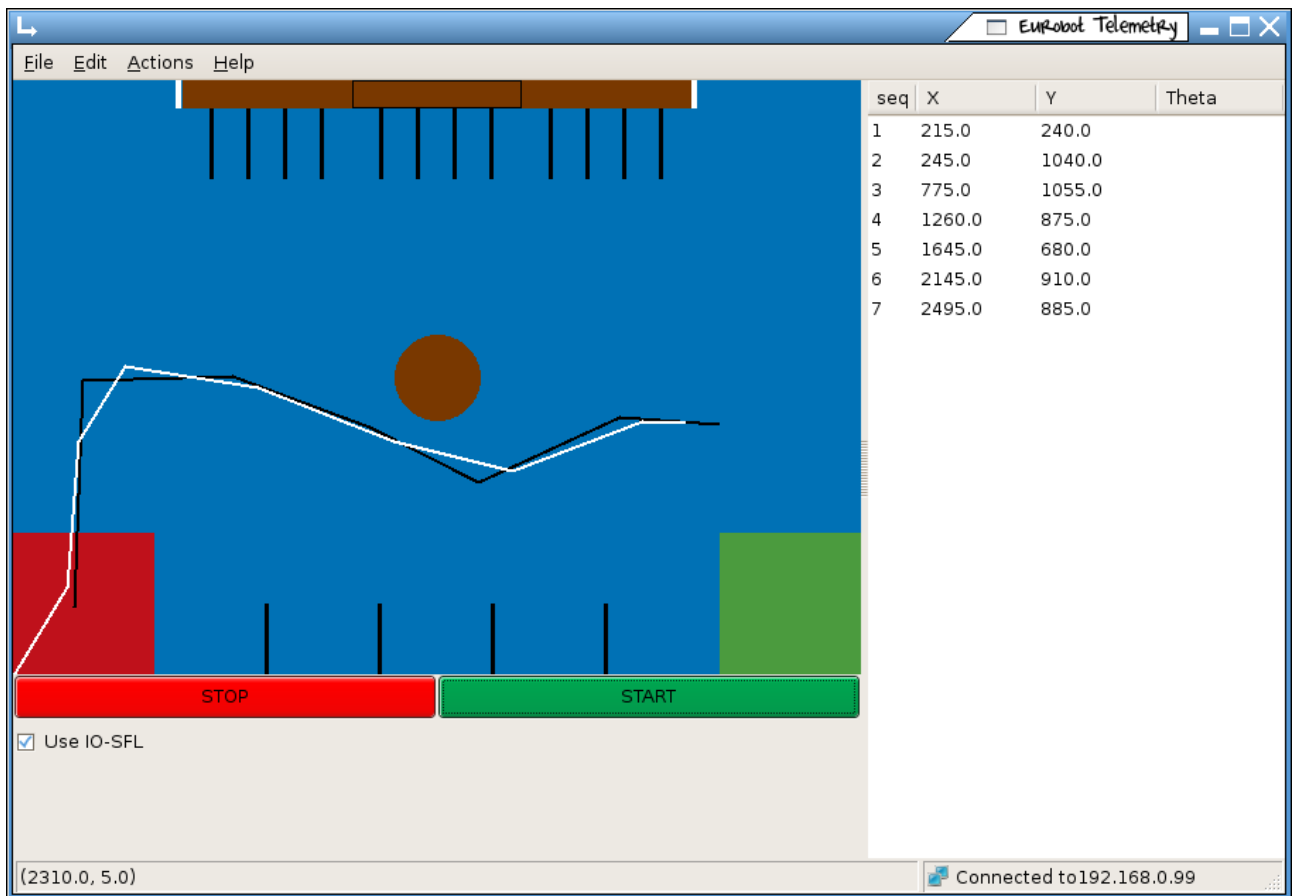 EuRobot TelemetRy
File Edit Actions Help
seq X Y Theta
1 215.0 240.0
2 245.0 1040.0
3 775.0 1055.0
4 1260.0 875.0
5 1645.0 680.0
6 2145.0 910.0
7 2495.0 885.0
STOP START
Use IO-SFL
(2310.0, 5.0) Connected to192.168.0.99